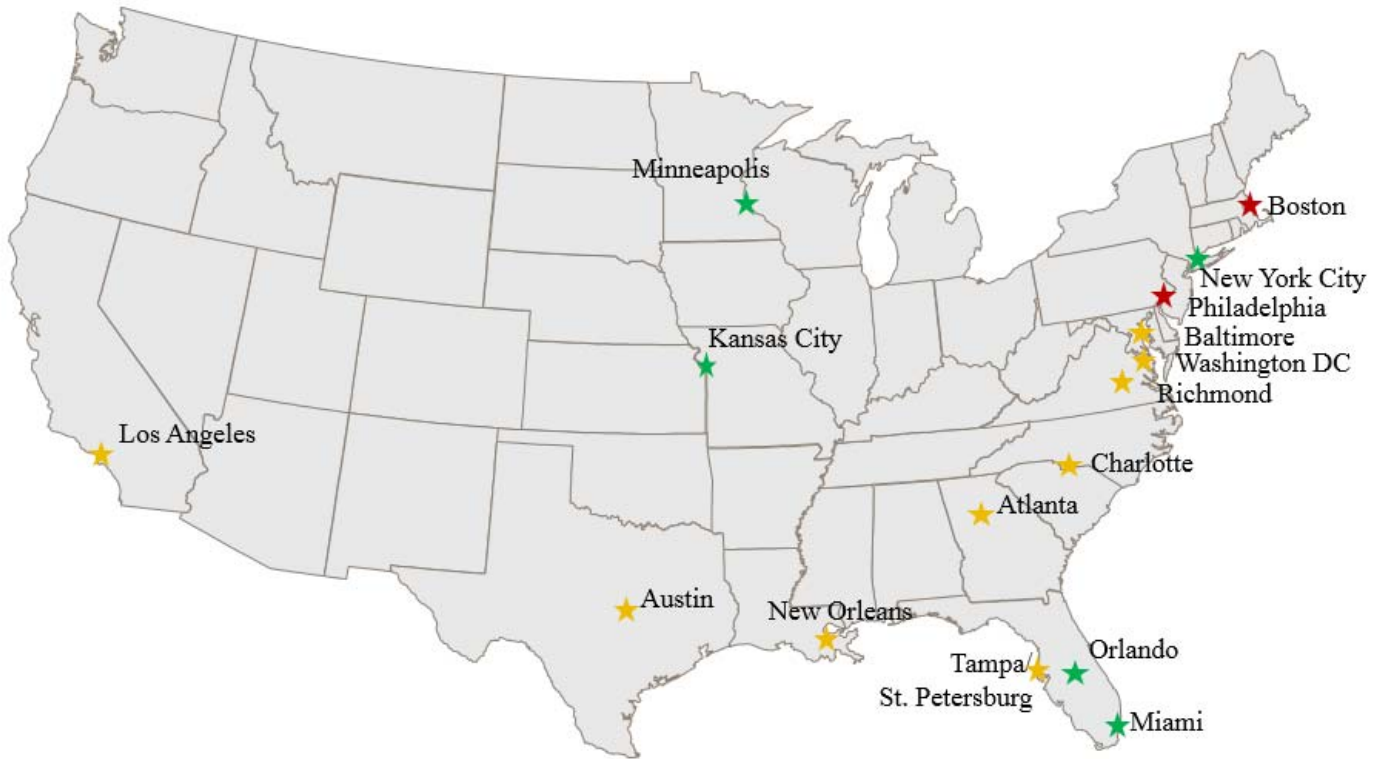 Minneapolis
Boston
New York City
Philadelphia
Baltimore
Kansas City
Washington DC
Richmond
Los Angeles
Charlotte
Atlanta
Austin
New Orleans
Orlando
Tampa/
St. Petersburg
Miami